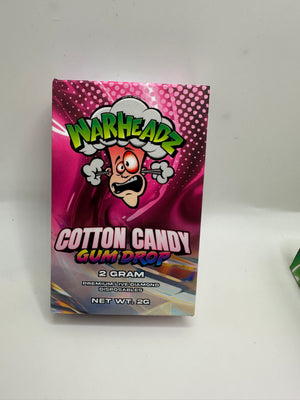 WARHEADZ
COTTON CANDY
GUM DROP
2 GRAM
PREMIUM LIVE DIAMOND
DISPOSABLES
NET WT. 2G